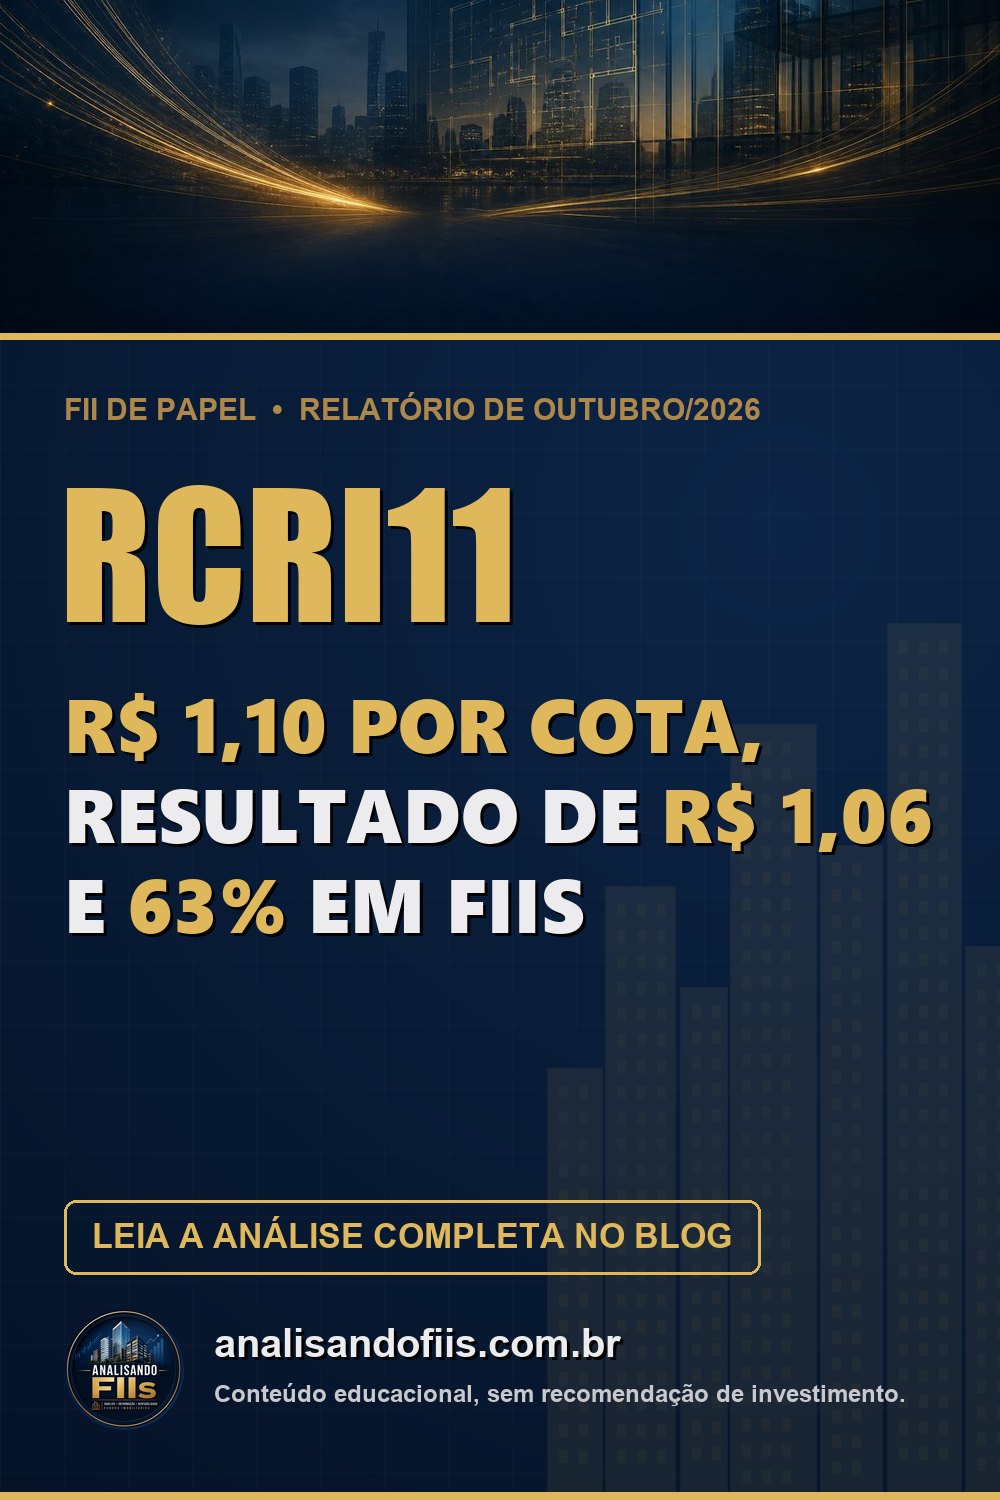 FII DE PAPEL • RELATÓRIO DE OUTUBRO/2026
RCRI11
R$ 1,10 POR COTA,
RESULTADO DE R$ 1,06
E 63% EM FIIS
LEIA A ANÁLISE COMPLETA NO BLOG
ANALISANDO
FIIs
analisandofiis.com.br
Conteúdo educacional, sem recomendação de investimento.